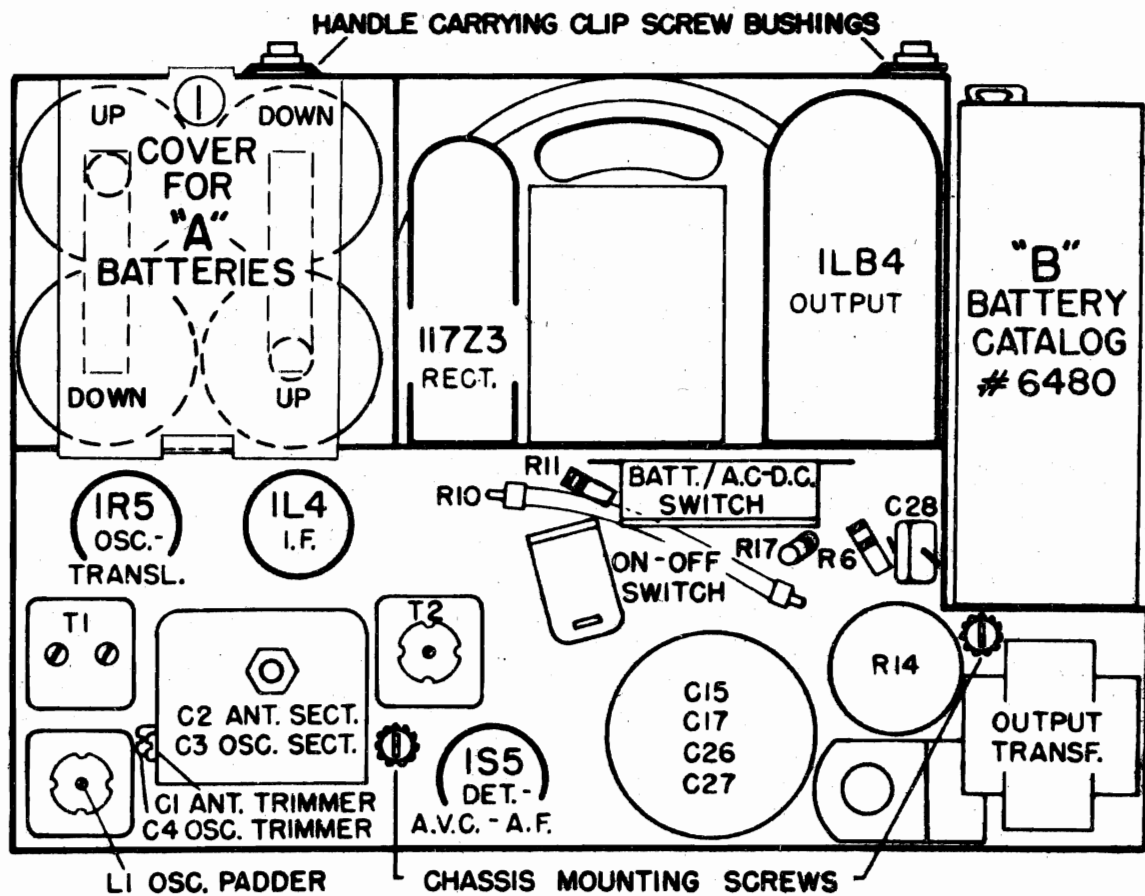 HANDLE CARRYING CLIP SCREW BUSHINGS
UP
DOWN
COVER
FOR
"A"
BATTERIES
DOWN
UP
117Z3
RECT.
1LB4
OUTPUT
"B"
BATTERY
CATALOG
# 6480
1R5
OSC.-
TRANSL.
1L4
I.F.
R10
R11
BATT./A.C-D.C.
SWITCH
ON-OFF
SWITCH
R17
R6
C28
T1
C2 ANT. SECT.
C3 OSC. SECT.
T2
C1 ANT. TRIMMER
C4 OSC. TRIMMER
1S5
DET.-
A.V.C.-A.F.
C15
C17
C26
C27
R14
OUTPUT
TRANSF.
L1 OSC. PADDER
CHASSIS MOUNTING SCREWS